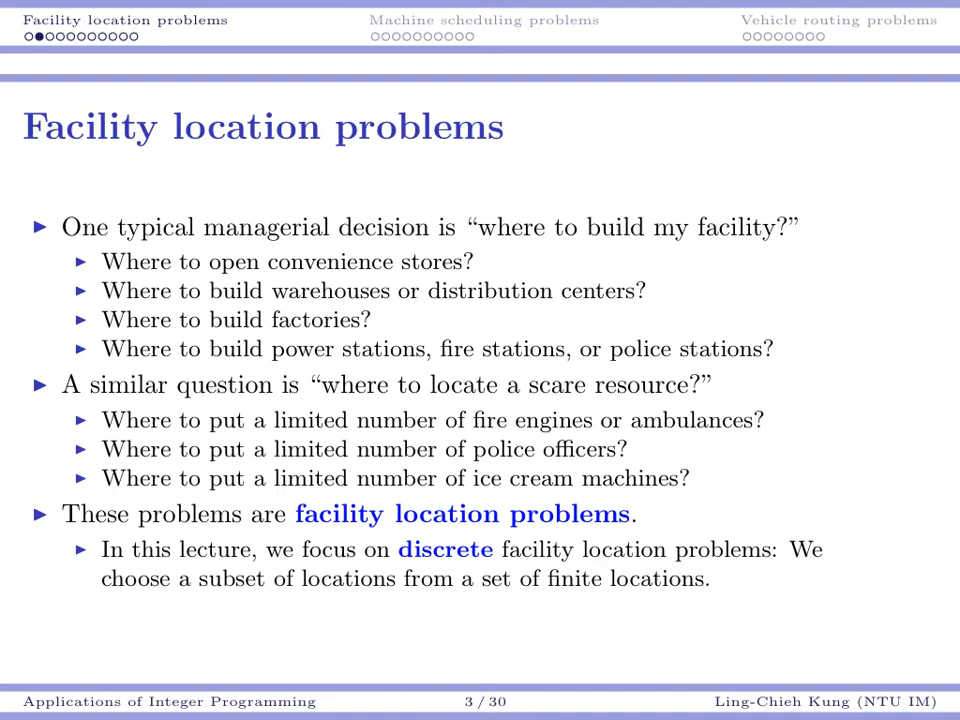 Facility location problems Machine scheduling problems Vehicle routing problems
Facility location problems
One typical managerial decision is “where to build my facility?”
Where to open convenience stores?
Where to build warehouses or distribution centers?
Where to build factories?
Where to build power stations, fire stations, or police stations?
A similar question is “where to locate a scare resource?”
Where to put a limited number of fire engines or ambulances?
Where to put a limited number of police officers?
Where to put a limited number of ice cream machines?
These problems are facility location problems.
In this lecture, we focus on discrete facility location problems: We
choose a subset of locations from a set of finite locations.
Applications of Integer Programming 3 / 30 Ling-Chieh Kung (NTU IM)